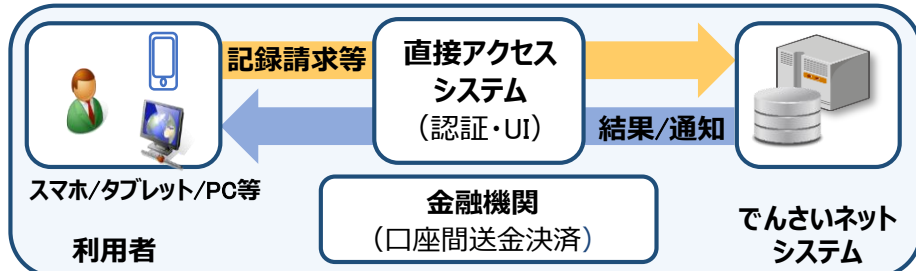 記録請求等
直接アクセス
システム
（認証・UI）
結果/通知
スマホ/タブレット/PC等
利用者
金融機関
（口座間送金決済）
でんさいネット
システム